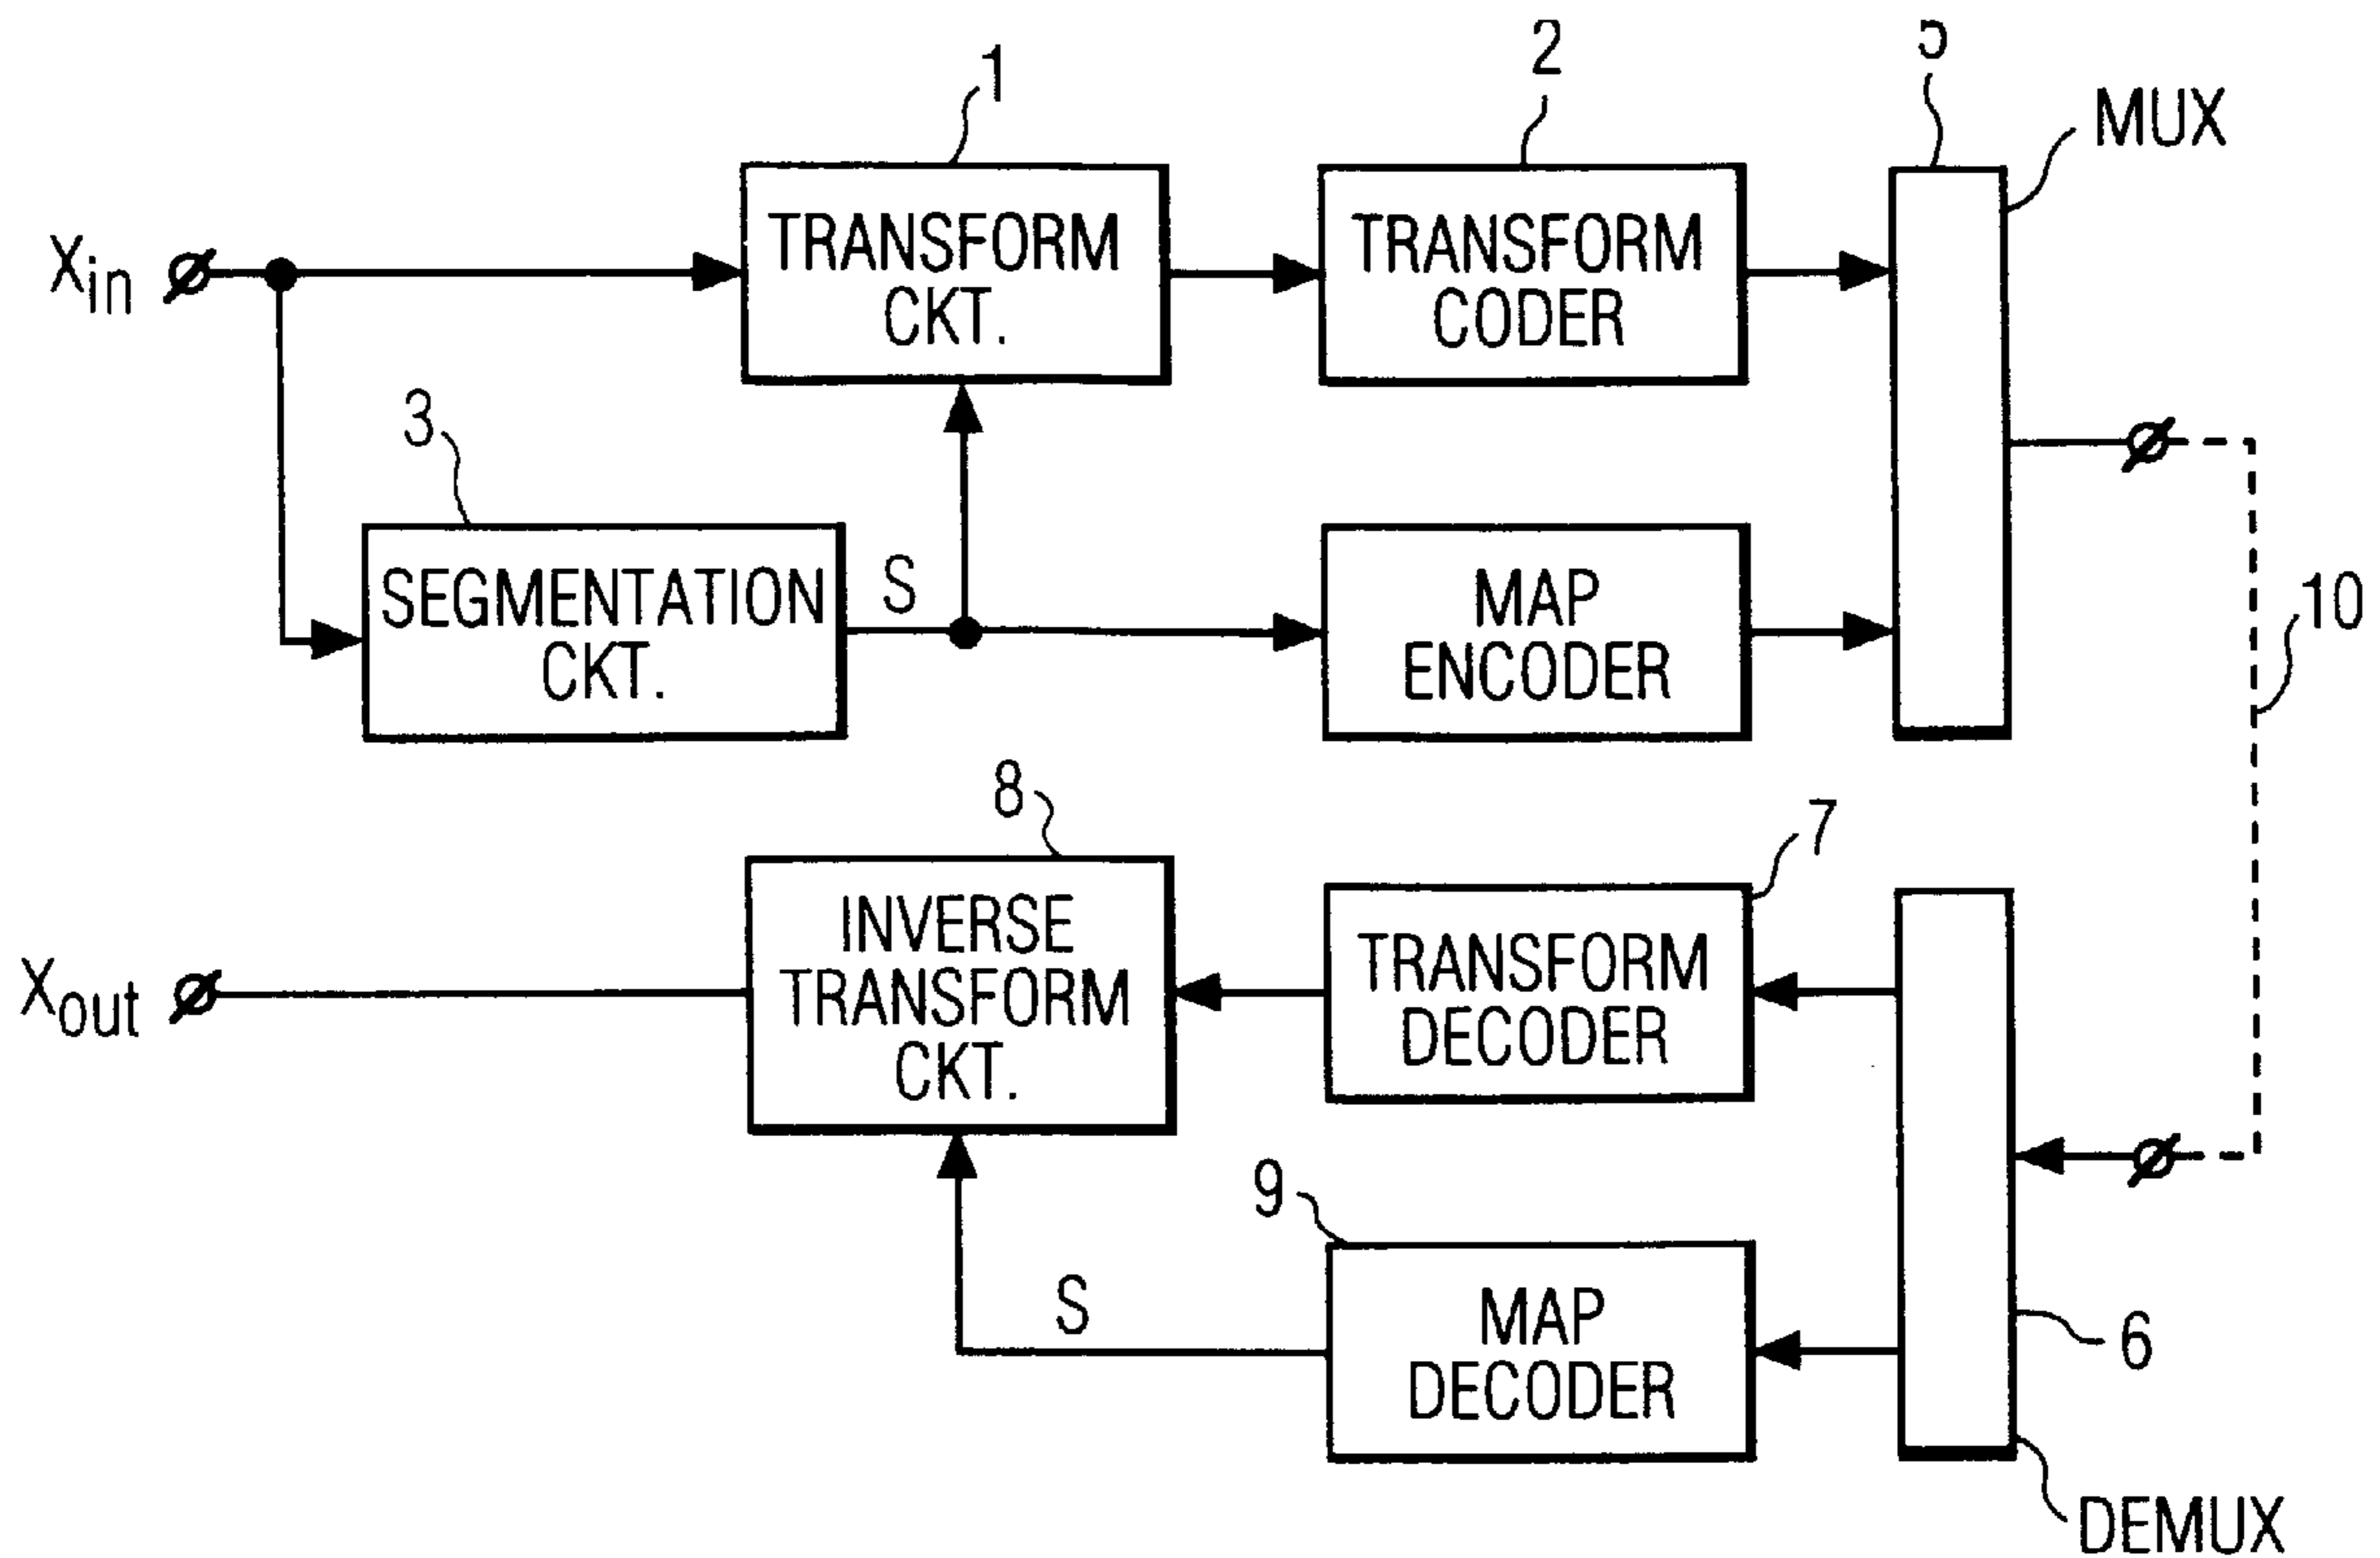 1
2
5
MUX
Xin
TRANSFORM
CKT.
TRANSFORM
CODER
3
SEGMENTATION
CKT.
S
MAP
ENCODER
10
8
7
INVERSE
TRANSFORM
CKT.
TRANSFORM
DECODER
Xout
9
S
MAP
DECODER
6
DEMUX